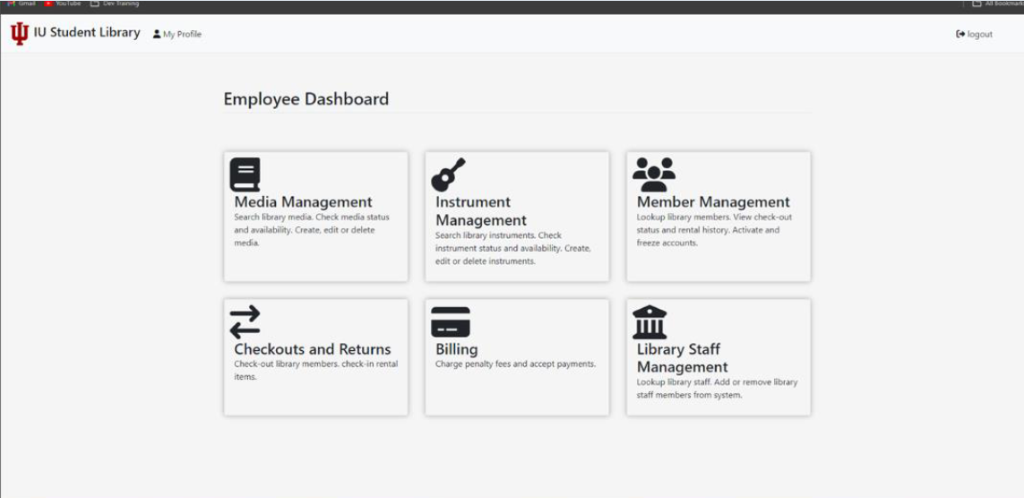 Gmail
YouTube
Dev Training
All Bookmarks
IU Student Library
My Profile
logout
Employee Dashboard
Media Management
Search library media. Check media status
and availability. Create, edit or delete
media.
Instrument
Management
Search library instruments. Check
instrument status and availability. Create,
edit or delete instruments.
Member Management
Lookup library members. View check-out
status and rental history. Activate and
freeze accounts.
Checkouts and Returns
Check-out library members. check-in rental
items.
Billing
Charge penalty fees and accept payments.
Library Staff
Management
Lookup library staff. Add or remove library
staff members from system.